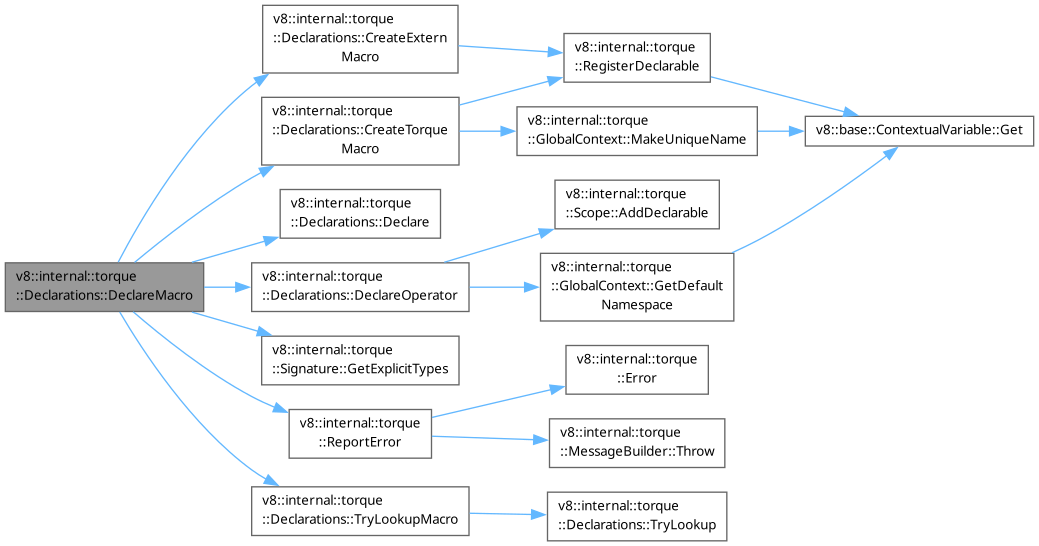 v8::internal::torque
::Declarations::CreateExtern
Macro
v8::internal::torque
::RegisterDeclarable
v8::internal::torque
::Declarations::CreateTorque
Macro
v8::internal::torque
::GlobalContext::MakeUniqueName
v8::base::ContextualVariable::Get
v8::internal::torque
::Declarations::Declare
v8::internal::torque
::Scope::AddDeclarable
v8::internal::torque
::Declarations::DeclareMacro
v8::internal::torque
::Declarations::DeclareOperator
v8::internal::torque
::GlobalContext::GetDefault
Namespace
v8::internal::torque
::Signature::GetExplicitTypes
v8::internal::torque
::Error
v8::internal::torque
::ReportError
v8::internal::torque
::MessageBuilder::Throw
v8::internal::torque
::Declarations::TryLookupMacro
v8::internal::torque
::Declarations::TryLookup